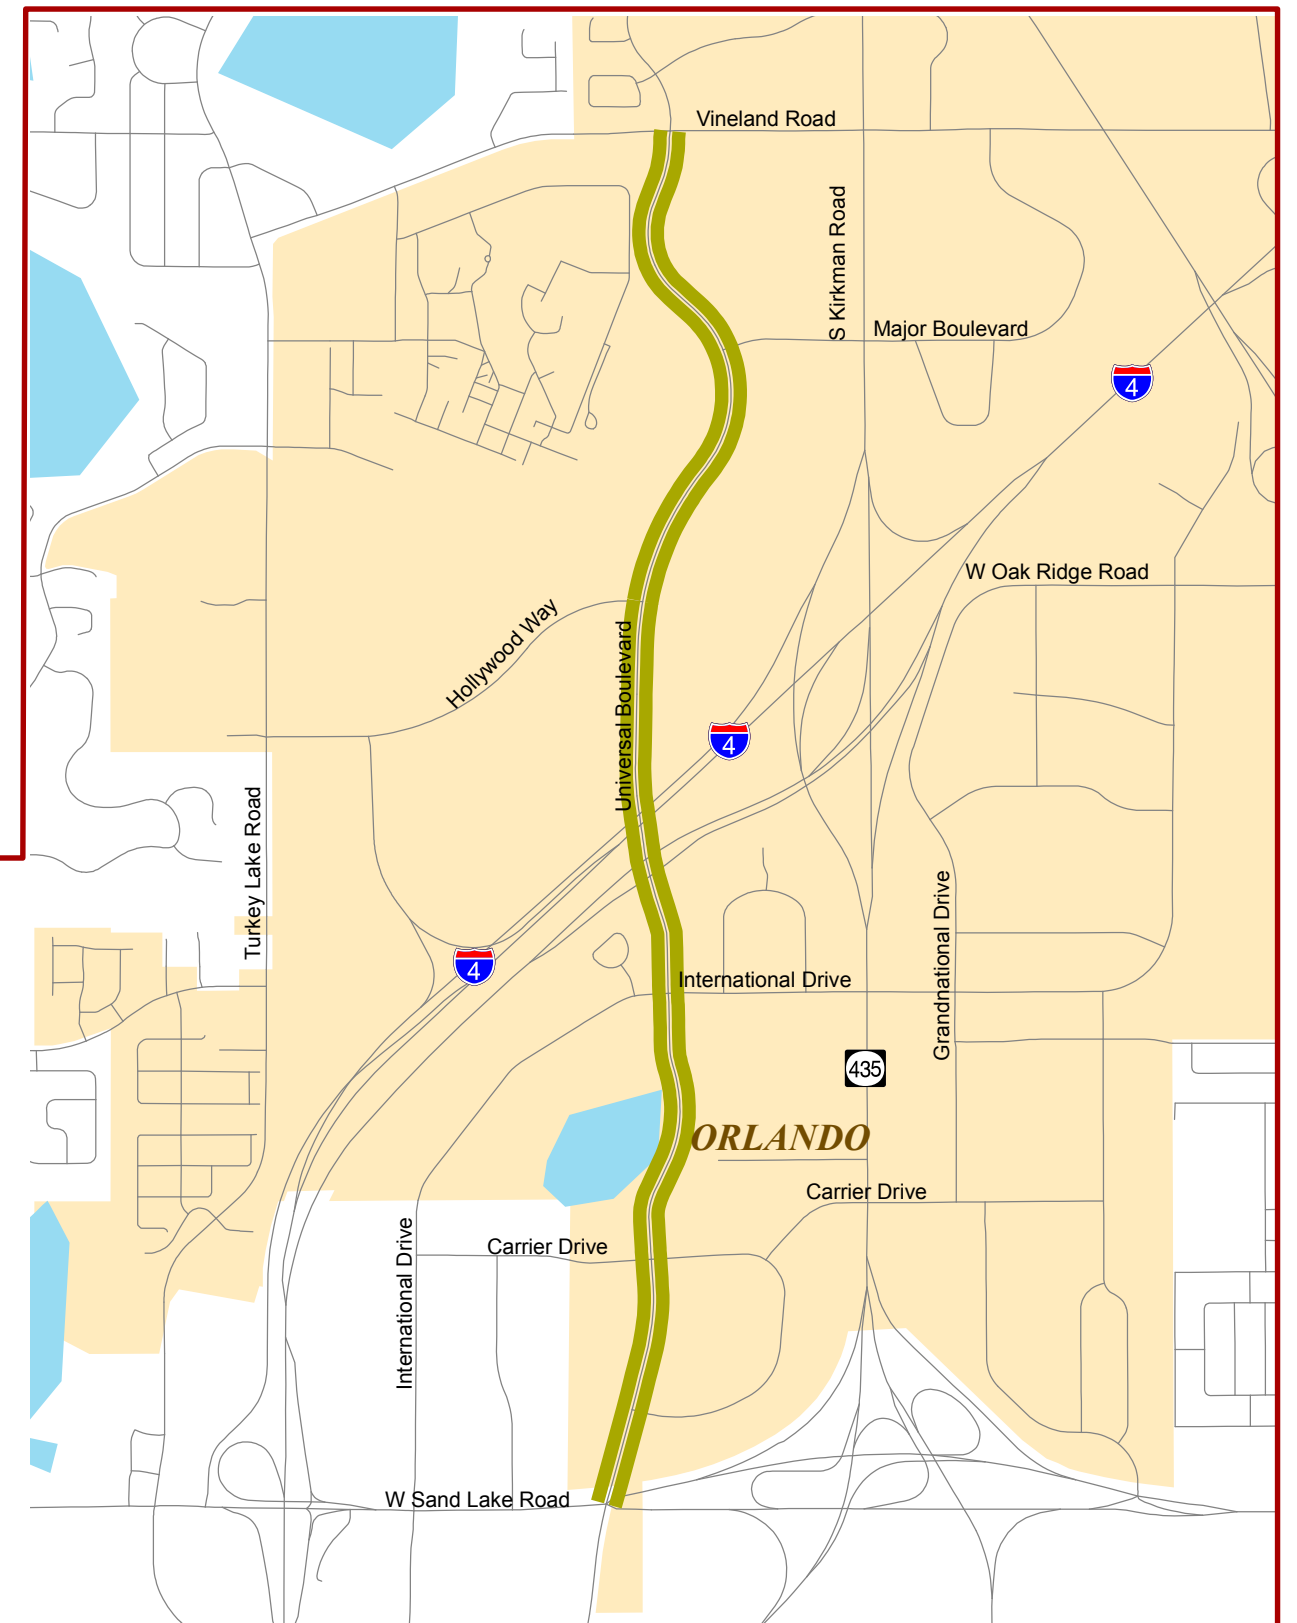 Vineland Road
S Kirkman Road
Major Boulevard
4
W Oak Ridge Road
Hollywood Way
Universal Boulevard
4
Turkey Lake Road
Grandnational Drive
4
International Drive
435
ORLANDO
Carrier Drive
International Drive
Carrier Drive
W Sand Lake Road